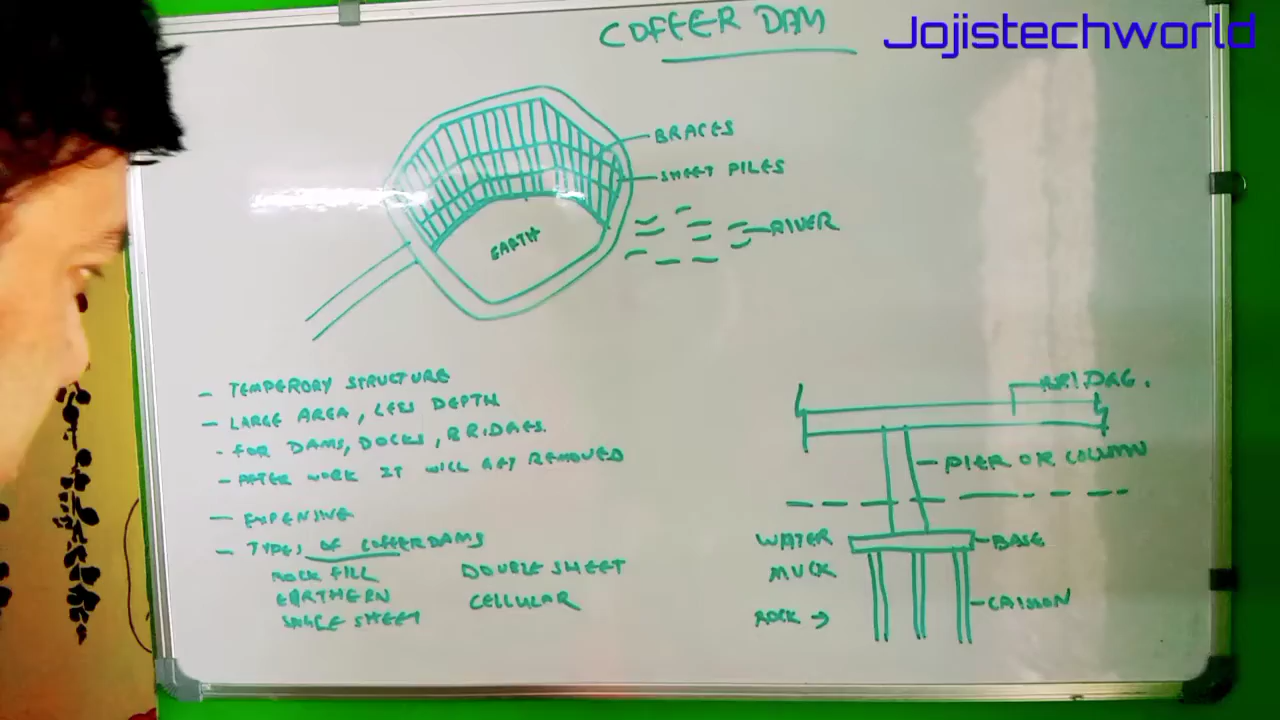 COFFER DAM
Jojistechworld
BRACES
SHEET PILES
RIVER
EARTH
- TEMPERORY STRUCTURE
- LARGE AREA, LESS DEPTH
- FOR DAMS, DOCKS, BRIDGES.
- AFTER WORK IT WILL GET REMOVED
- EXPENSIVE
- TYPES OF COFFERDAMS
ROCK FILL
EARTHERN
SINGLE SHEET
DOUBLE SHEET
CELLULAR
BRIDGE.
PIER OR COLUMN
WATER
BASE
MUCK
CAISSON
ROCK →